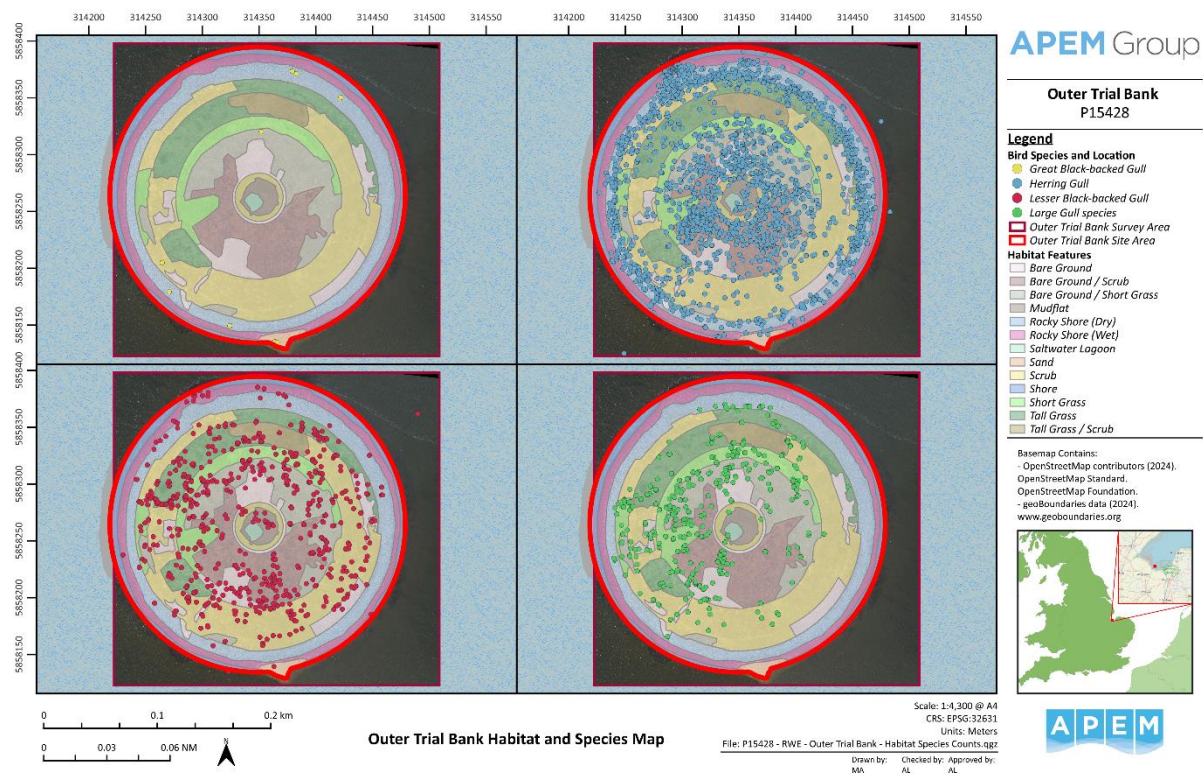 314200 314250 314300 314350 314400 314450 314500 314550
314200 314250 314300 314350 314400 314450 314500 314550
5858400
5858350
5858300
5858250
5858200
5858150
5858400
5858350
5858300
5858250
5858200
5858150
APEM Group
Outer Trial Bank
P15428
Legend
Bird Species and Location
Great Black-backed Gull
Herring Gull
Lesser Black-backed Gull
Large Gull species
Outer Trial Bank Survey Area
Outer Trial Bank Site Area
Habitat Features
Bare Ground
Bare Ground / Scrub
Bare Ground / Short Grass
Mudflat
Rocky Shore (Dry)
Rocky Shore (Wet)
Saltwater Lagoon
Sand
Scrub
Shore
Short Grass
Tall Grass
Tall Grass / Scrub
Basemap Contains:
- OpenStreetMap contributors (2024).
OpenStreetMap Standard.
OpenStreetMap Foundation.
- geoBoundaries data (2024).
www.geoboundaries.org
0 0.1 0.2 km
0 0.03 0.06 NM
N
Outer Trial Bank Habitat and Species Map
Scale: 1:4,300 @ A4
CRS: EPSG:32631
Units: Meters
File: P15428 - RWE - Outer Trial Bank - Habitat Species Counts.qgz
Drawn by: Checked by: Approved by:
MA AL AL
APEM